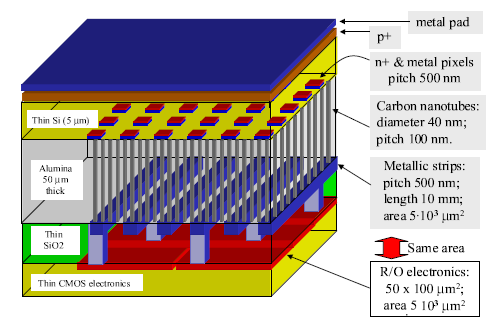 metal pad
p+
n+ & metal pixels
pitch 500 nm
Thin Si (5 µm)
Carbon nanotubes:
diameter 40 nm;
pitch 100 nm.
Alumina
50 µm
thick
Metallic strips:
pitch 500 nm;
length 10 mm;
area 5·10³ µm²
Thin
SiO2
Same area
R/O electronics:
50 x 100 µm²;
area 5 10³ µm²
Thin CMOS electronics